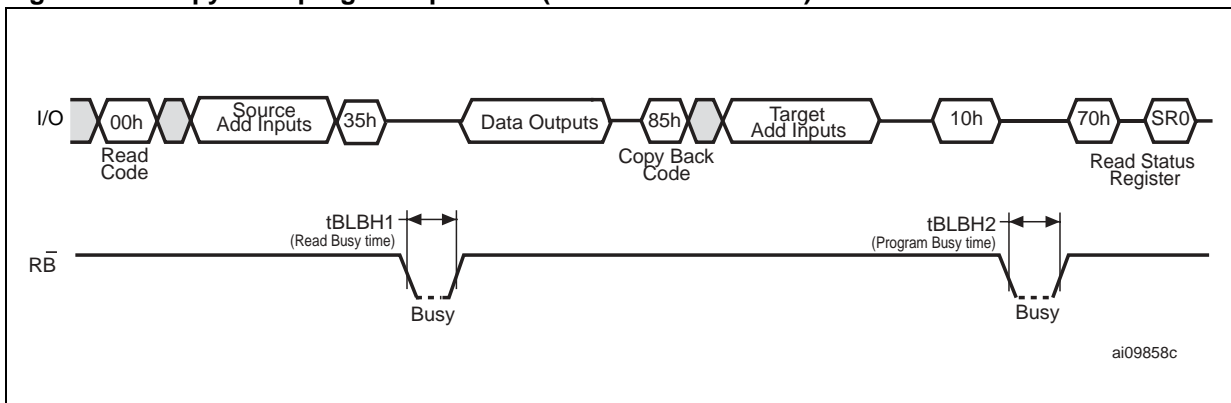 I/O 00h Source Add Inputs 35h Data Outputs 85h Target Add Inputs 10h 70h SR0
Read Code
Copy Back Code
Read Status Register
tBLBH1
(Read Busy time)
tBLBH2
(Program Busy time)
RB̅
Busy
Busy
ai09858c